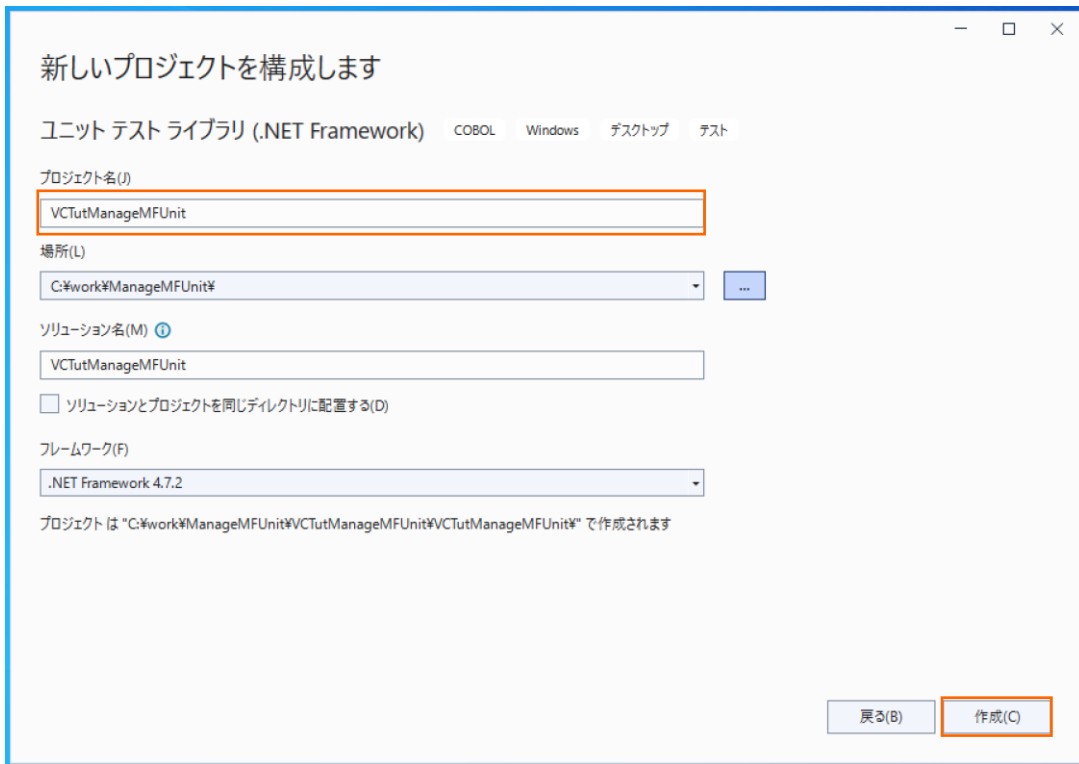 新しいプロジェクトを構成します
ユニット テスト ライブラリ (.NET Framework) COBOL Windows デスクトップ テスト
プロジェクト名(J)
VCTutManageMFUnit
場所(L)
C:¥work¥ManageMFUnit¥
...
ソリューション名(M)
VCTutManageMFUnit
ソリューションとプロジェクトを同じディレクトリに配置する(D)
フレームワーク(F)
.NET Framework 4.7.2
プロジェクト は "C:¥work¥ManageMFUnit¥VCTutManageMFUnit¥VCTutManageMFUnit¥" で作成されます
戻る(B) 作成(C)